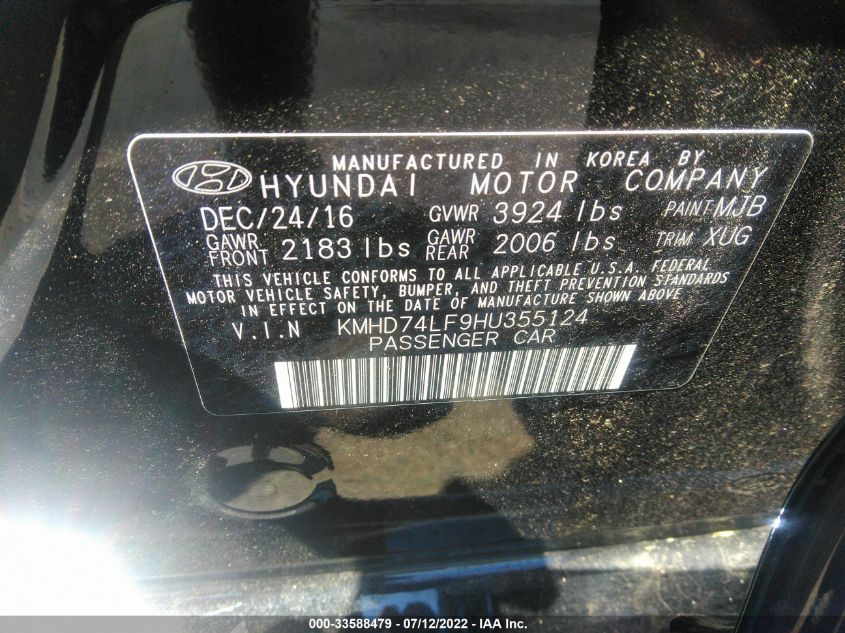 MANUFACTURED IN KOREA BY
HYUNDAI MOTOR COMPANY
DEC/24/16 GVWR 3924 lbs PAINT MJB
GAWR FRONT 2183 lbs GAWR REAR 2006 lbs TRIM XUG
THIS VEHICLE CONFORMS TO ALL APPLICABLE U.S.A. FEDERAL
MOTOR VEHICLE SAFETY, BUMPER, AND THEFT PREVENTION STANDARDS
IN EFFECT ON THE DATE OF MANUFACTURE SHOWN ABOVE
V.I.N KMHD74LF9HU355124
PASSENGER CAR
000-33588479 - 07/12/2022 - IAA Inc.